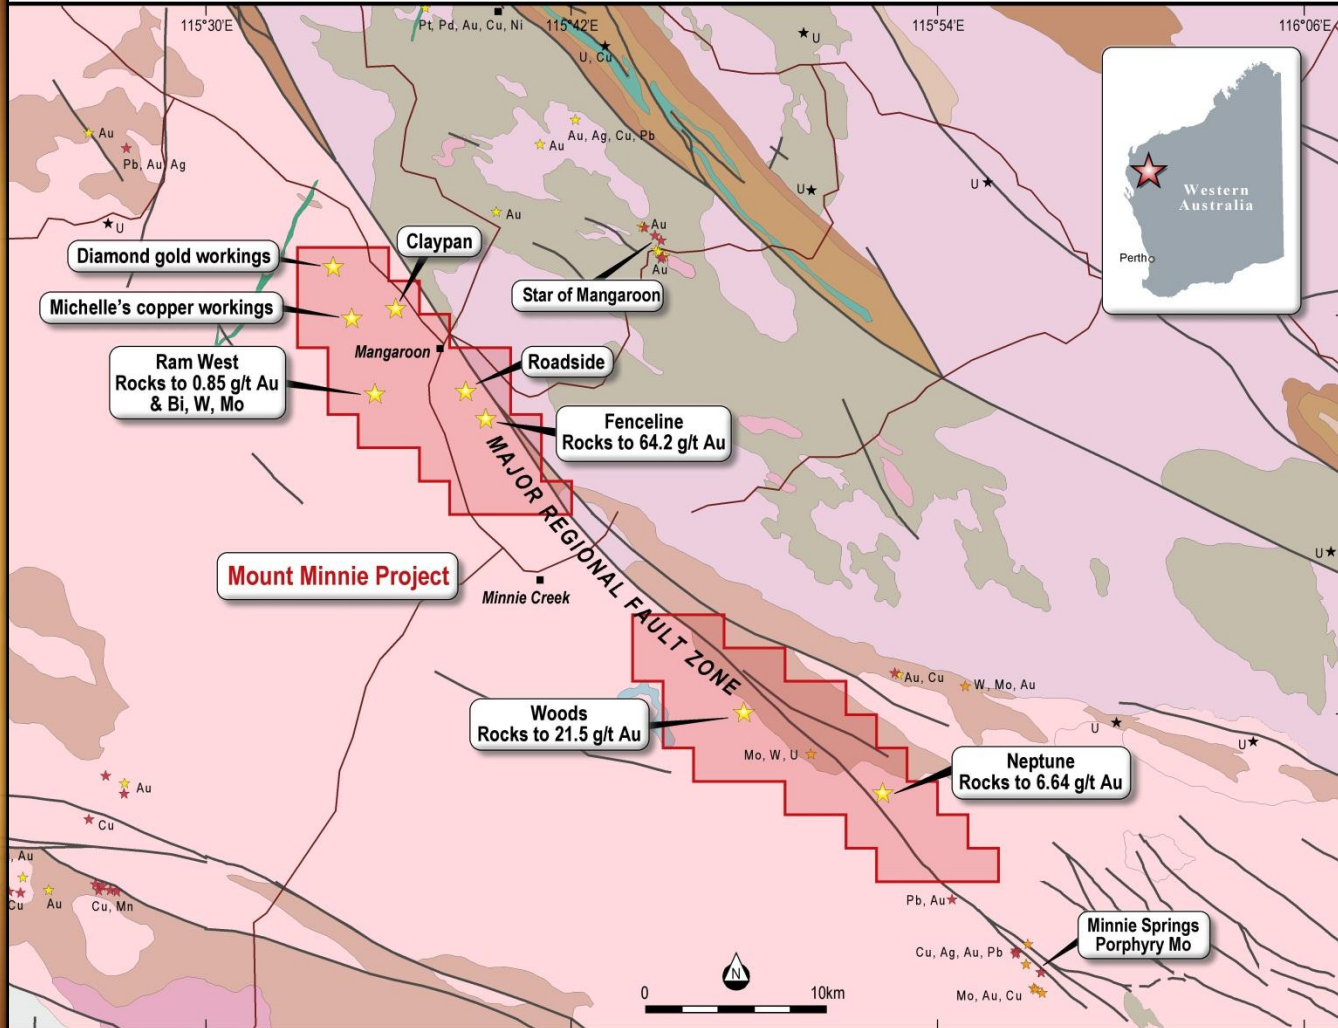 115°30'E
115°42'E
115°54'E
116°06'E
Pt, Pd, Au, Cu, Ni
U, Cu
U
Au
Pb, Au, Ag
Au, Ag, Cu, Pb
Au
U
U
Western
Australia
Perth
U
Au
Au
Au
Diamond gold workings
Claypan
Star of Mangaroon
Michelle's copper workings
Mangaroon
Ram West
Rocks to 0.85 g/t Au
& Bi, W, Mo
Roadside
Fenceline
Rocks to 64.2 g/t Au
MAJOR REGIONAL FAULT ZONE
Mount Minnie Project
Minnie Creek
U
Au, Cu
W, Mo, Au
Woods
Rocks to 21.5 g/t Au
U
U
Mo, W, U
Neptune
Rocks to 6.64 g/t Au
Au
Cu
, Au
Cu
Au
Cu, Mn
Pb, Au
Minnie Springs
Porphyry Mo
Cu, Ag, Au, Pb
Mo, Au, Cu
N
0
10km